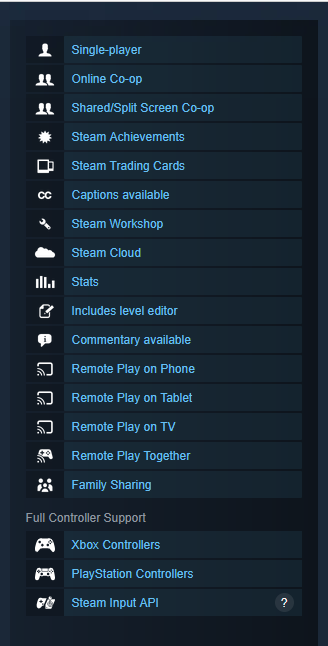 Single-player
Online Co-op
Shared/Split Screen Co-op
Steam Achievements
Steam Trading Cards
CC Captions available
Steam Workshop
Steam Cloud
Stats
Includes level editor
Commentary available
Remote Play on Phone
Remote Play on Tablet
Remote Play on TV
Remote Play Together
Family Sharing
Full Controller Support
Xbox Controllers
PlayStation Controllers
Steam Input API ?